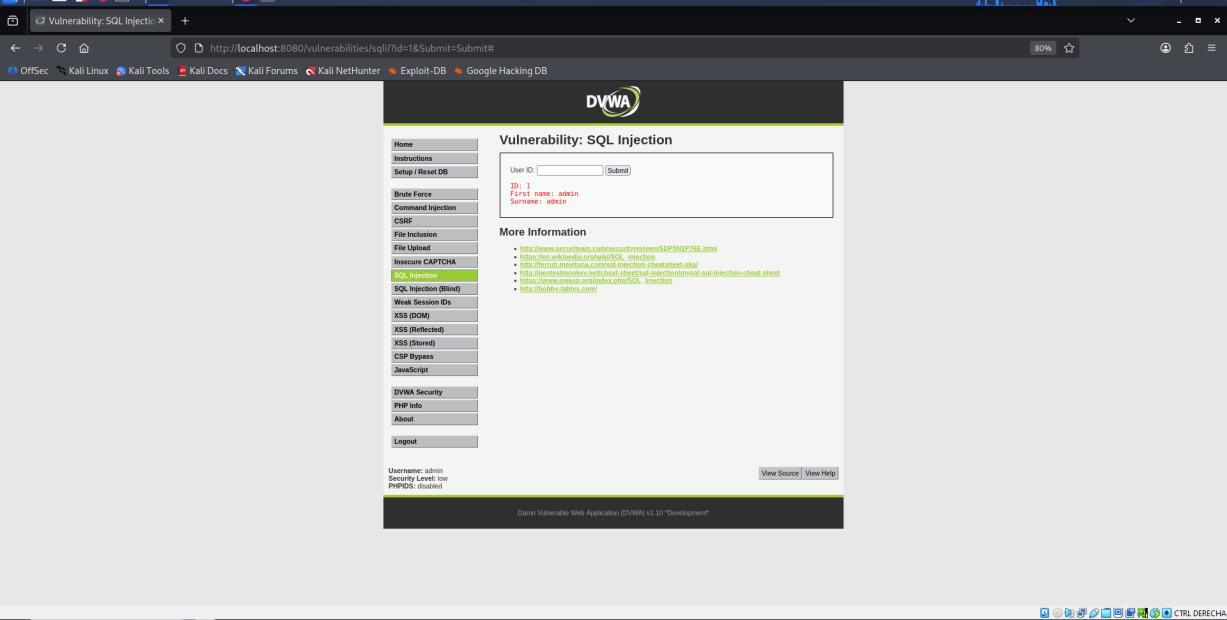 Vulnerability: SQL Injectio
http://localhost:8080/vulnerabilities/sqli/?id=1&Submit=Submit#
80%
OffSec
Kali Linux
Kali Tools
Kali Docs
Kali Forums
Kali NetHunter
Exploit-DB
Google Hacking DB
DVWA
Home
Instructions
Setup / Reset DB
Brute Force
Command Injection
CSRF
File Inclusion
File Upload
Insecure CAPTCHA
SQL Injection
SQL Injection (Blind)
Weak Session IDs
XSS (DOM)
XSS (Reflected)
XSS (Stored)
CSP Bypass
JavaScript
DVWA Security
PHP Info
About
Logout
Vulnerability: SQL Injection
User ID:
Submit
ID: 1
First name: admin
Surname: admin
More Information
http://www.securiteam.com/securityreviews/5DP0N1P76E.html
https://en.wikipedia.org/wiki/SQL_injection
http://ferruh.mavituna.com/sql-injection-cheatsheet-oku/
http://pentestmonkey.net/cheat-sheet/sql-injection/mysql-sql-injection-cheat-sheet
https://www.owasp.org/index.php/SQL_Injection
http://bobby-tables.com/
Username: admin
Security Level: low
PHPIDS: disabled
View Source
View Help
Damn Vulnerable Web Application (DVWA) v1.10 *Development*
CTRL DERECHA